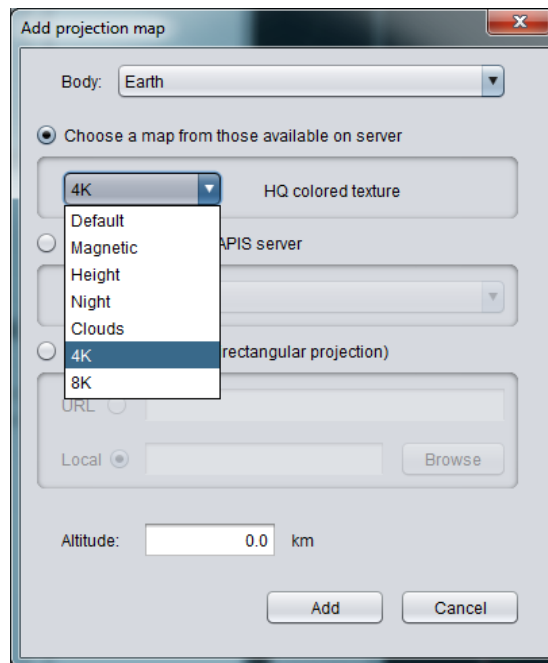 Add projection map
Body: Earth
Choose a map from those available on server
4K HQ colored texture
Default
Magnetic
APIS server
Height
Night
Clouds
4K
rectangular projection)
8K
URL
Local Browse
Altitude: 0.0 km
Add Cancel